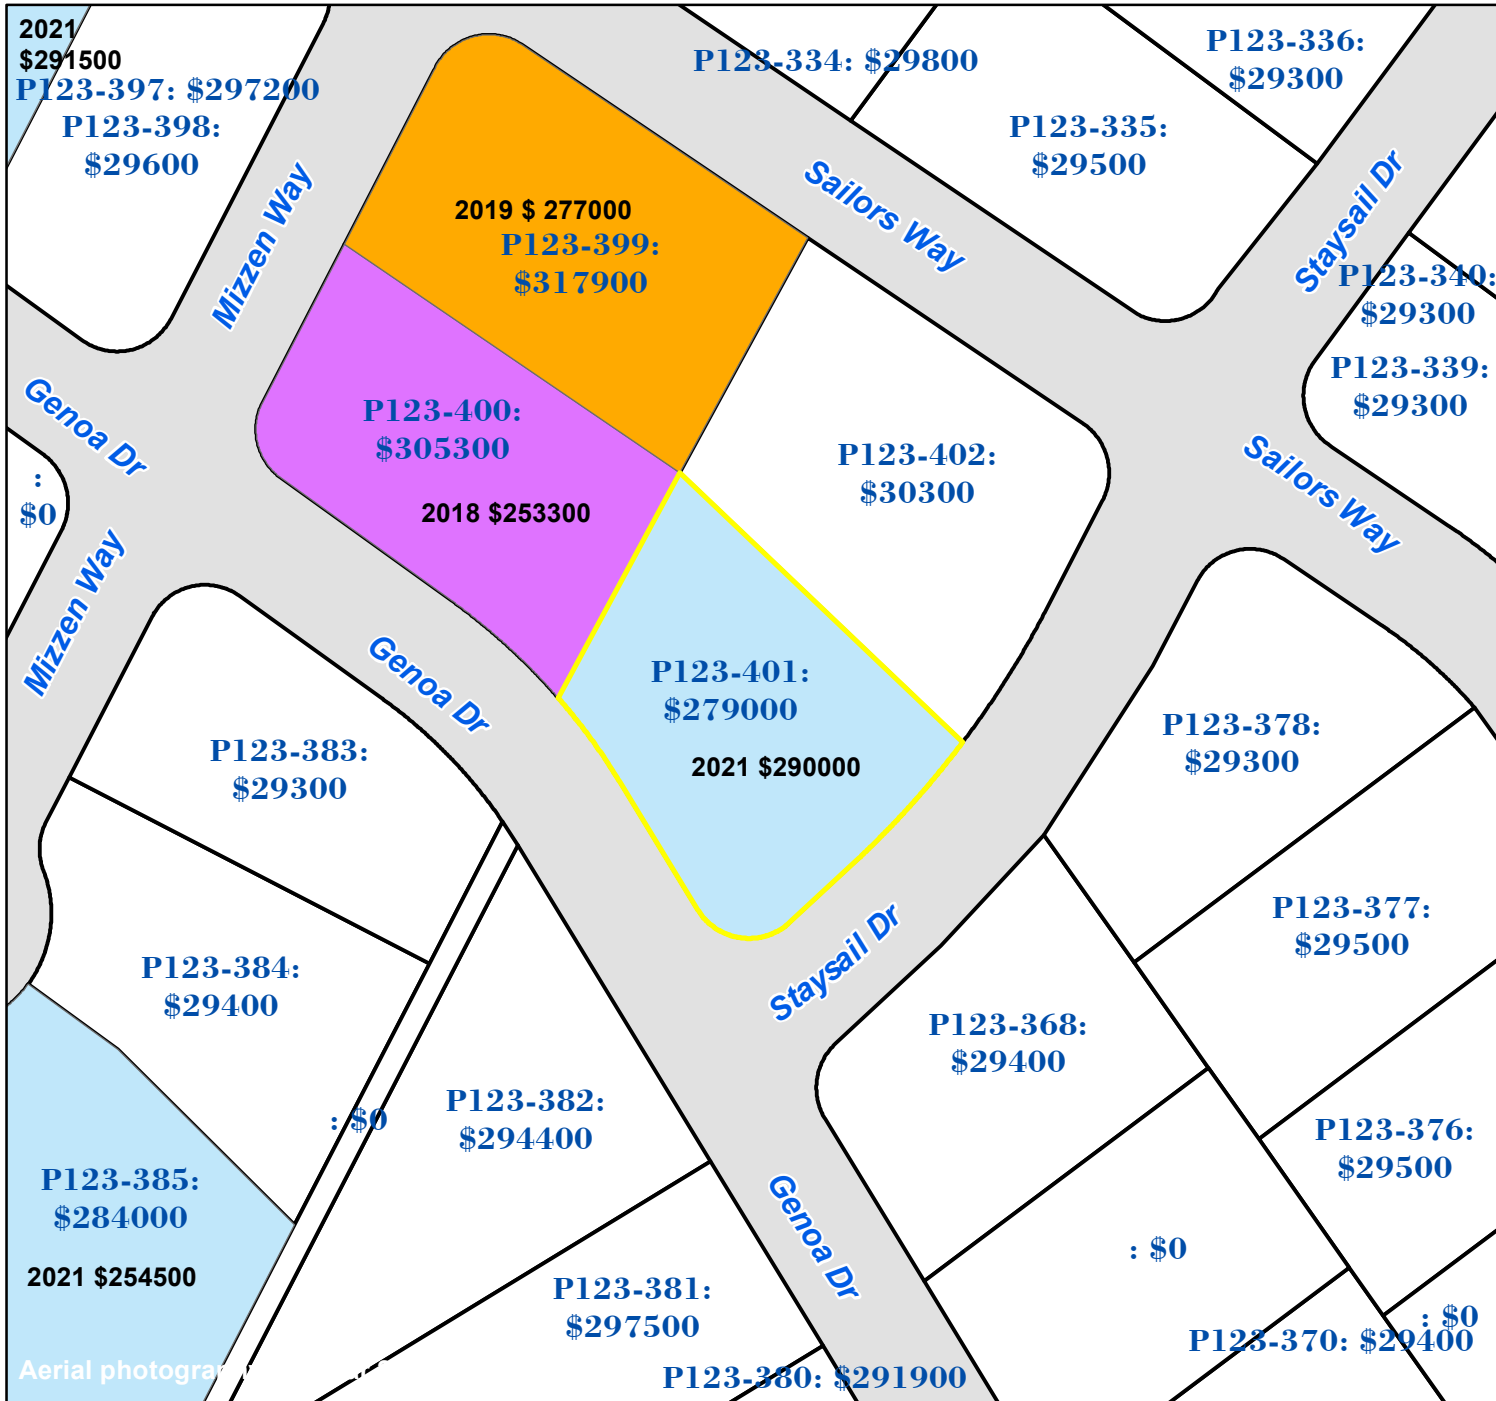 2021
$291500
P123-397: $297200
P123-398:
$29600
P123-334: $29800
P123-336:
$29300
P123-335:
$29500
Mizzen Way
2019 $ 277000
P123-399:
$317900
Sailors Way
Staysail Dr
P123-340:
$29300
P123-339:
$29300
Genoa Dr
P123-400:
$305300
2018 $253300
P123-402:
$30300
Sailors Way
:
$0
Mizzen Way
Genoa Dr
P123-401:
$279000
2021 $290000
P123-383:
$29300
P123-378:
$29300
P123-377:
$29500
P123-384:
$29400
Staysail Dr
P123-368:
$29400
: $0
P123-382:
$294400
P123-376:
$29500
P123-385:
$284000
2021 $254500
Genoa Dr
: $0
P123-381:
$297500
: $0
P123-370: $29400
Aerial
P123-380: $291900